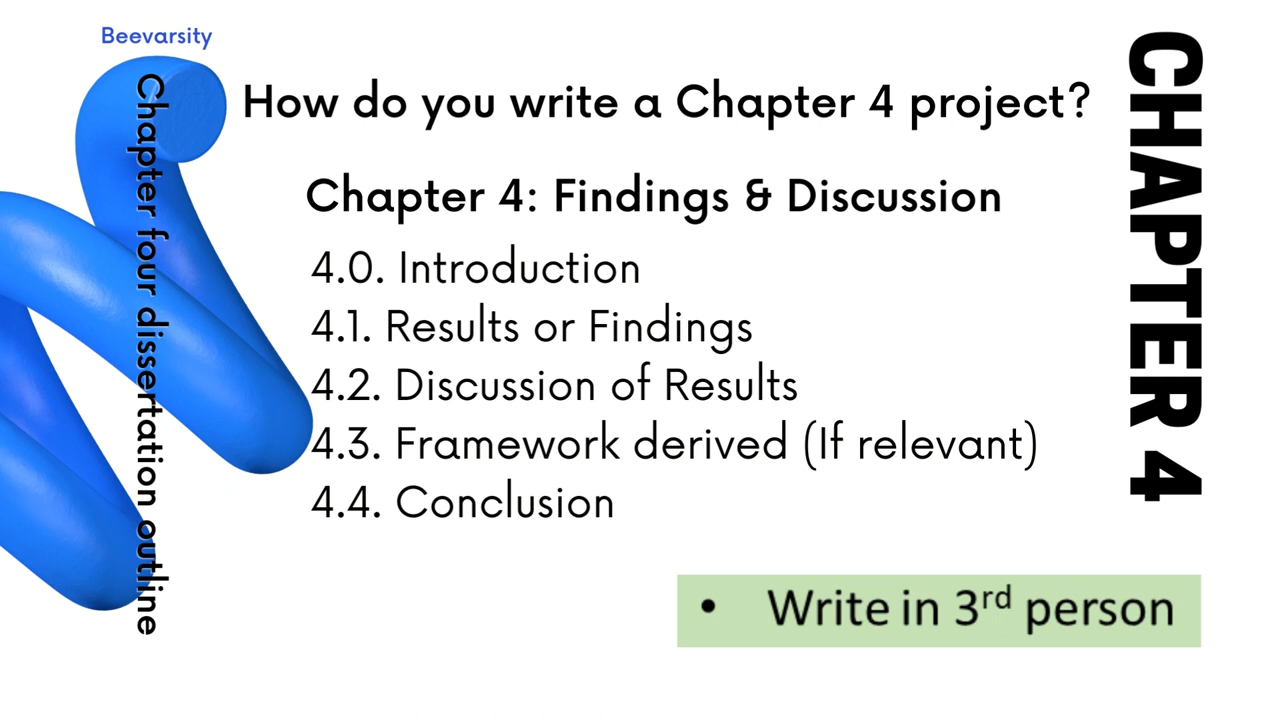 Beevarsity
Chapter four dissertation outline
How do you write a Chapter 4 project?
Chapter 4: Findings & Discussion
4.0. Introduction
4.1. Results or Findings
4.2. Discussion of Results
4.3. Framework derived (If relevant)
4.4. Conclusion
• Write in 3rd person
CHAPTER 4